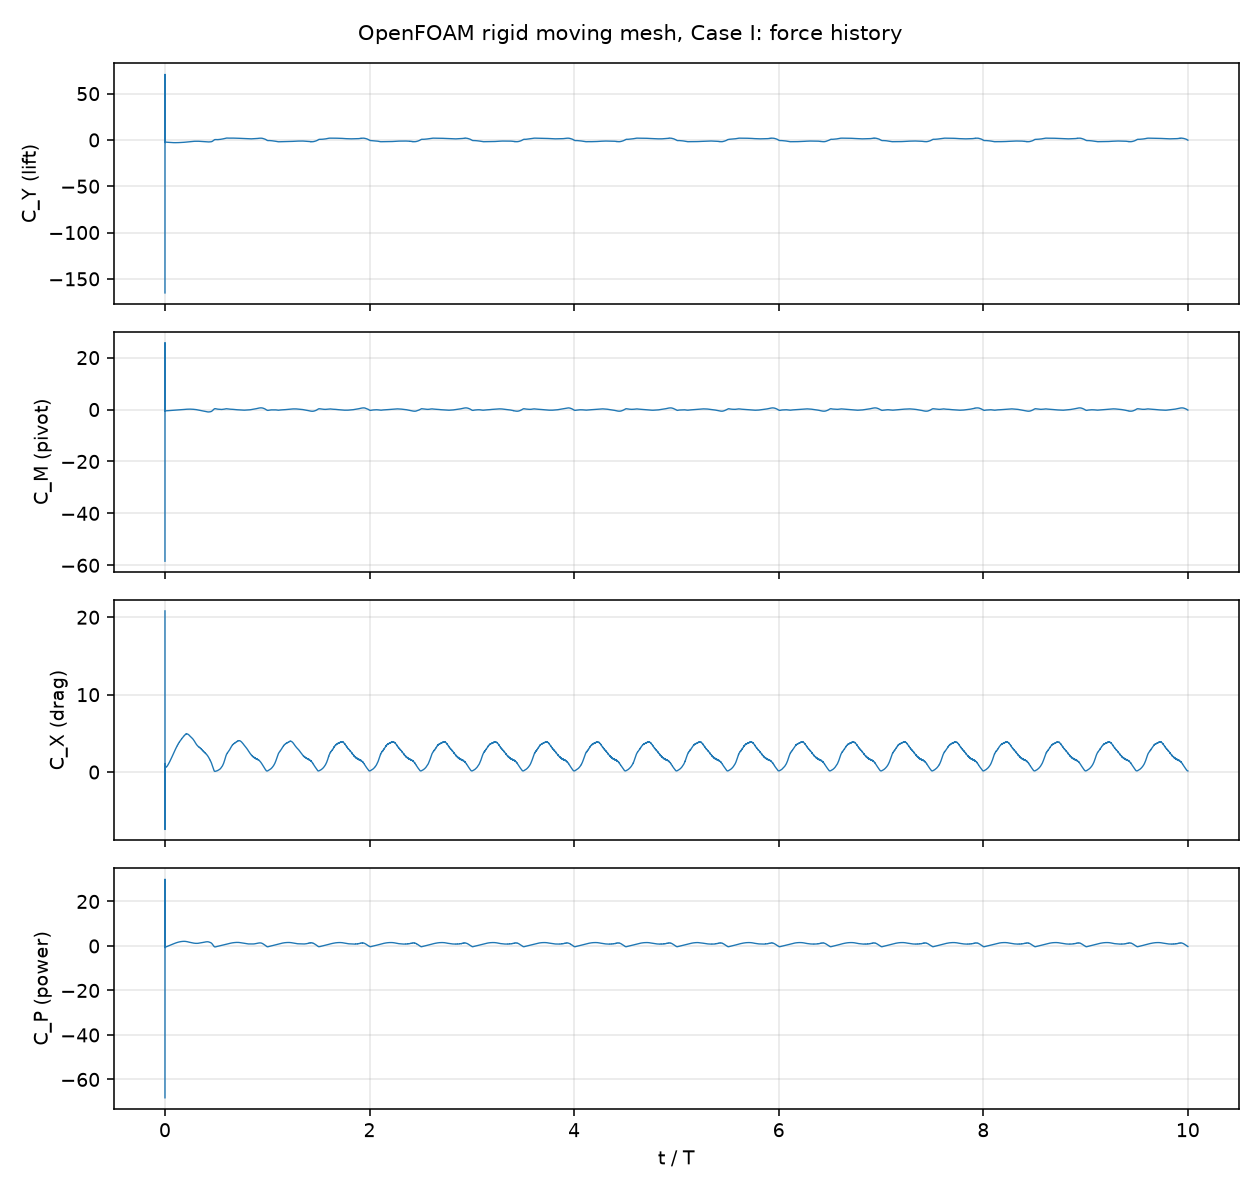 OpenFOAM rigid moving mesh, Case I: force history
50
0
−50
−100
−150
C_Y (lift)
20
0
−20
−40
−60
C_M (pivot)
20
10
0
C_X (drag)
20
0
−20
−40
−60
C_P (power)
0 2 4 6 8 10
t / T